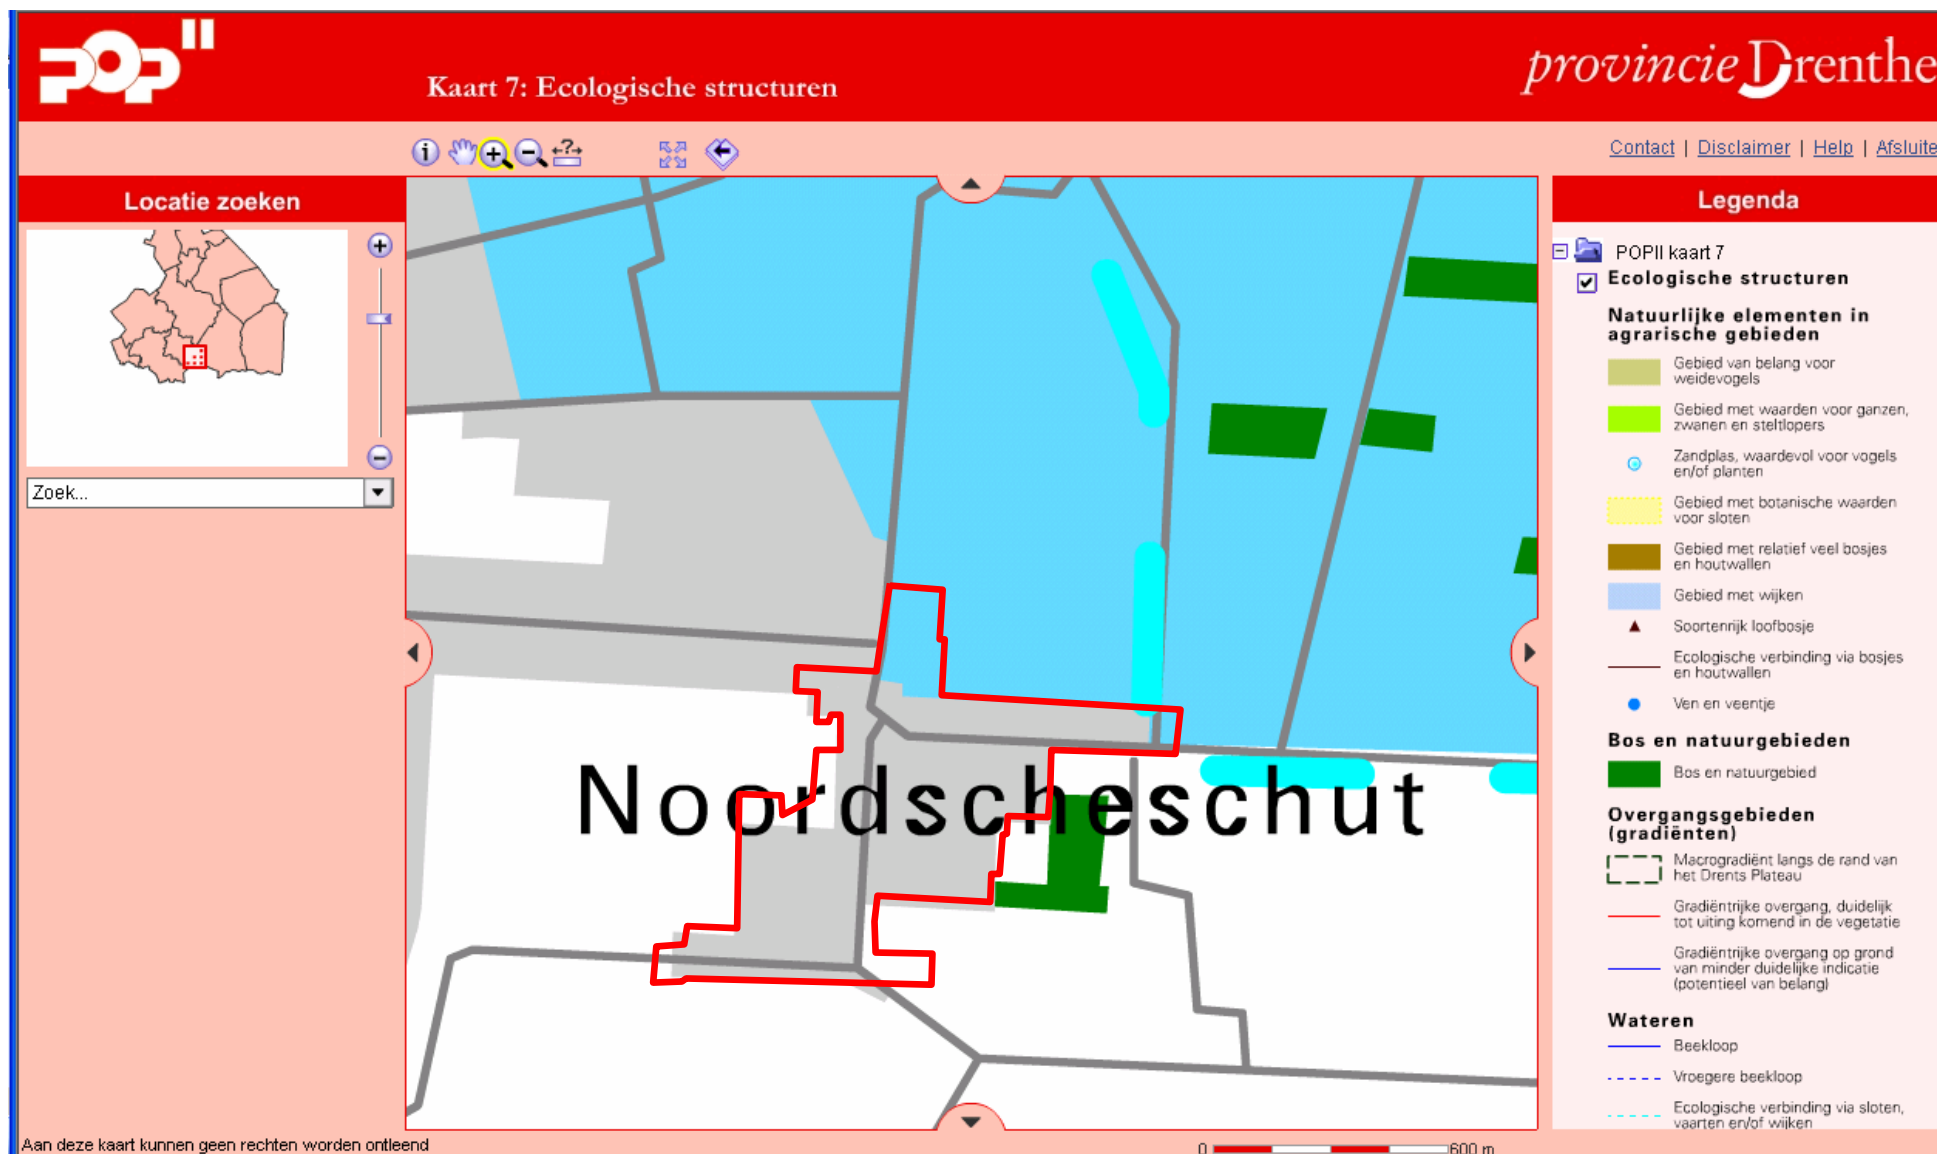 POP II
Kaart 7: Ecologische structuren
provincie Drenthe
Contact | Disclaimer | Help | Afsluite
Locatie zoeken
Zoek...
Noordscheschut
Legenda
POPII kaart 7
Ecologische structuren
Natuurlijke elementen in
agrarische gebieden
Gebied van belang voor
weidevogels
Gebied met waarden voor ganzen,
zwanen en steltlopers
Zandplas, waardevol voor vogels
en/of planten
Gebied met botanische waarden
voor sloten
Gebied met relatief veel bosjes
en houtwallen
Gebied met wijken
Soortenrijk loofbosje
Ecologische verbinding via bosjes
en houtwallen
Ven en veentje
Bos en natuurgebieden
Bos en natuurgebied
Overgangsgebieden
(gradiënten)
Macrogradiënt langs de rand van
het Drents Plateau
Gradiëntrijke overgang, duidelijk
tot uiting komend in de vegetatie
Gradiëntrijke overgang op grond
van minder duidelijke indicatie
(potentieel van belang)
Wateren
Beekloop
Vroegere beekloop
Ecologische verbinding via sloten,
vaarten en/of wijken
Aan deze kaart kunnen geen rechten worden ontleend
0 600 m